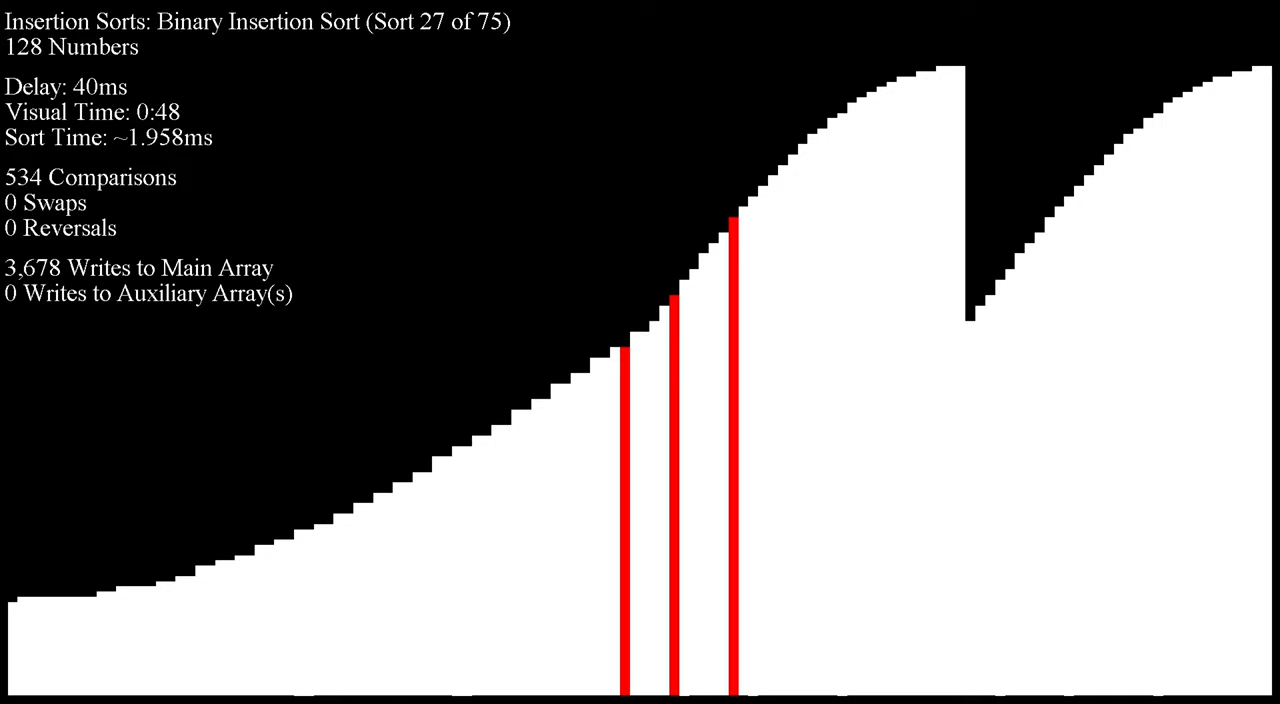 Insertion Sorts: Binary Insertion Sort (Sort 27 of 75)
128 Numbers
Delay: 40ms
Visual Time: 0:48
Sort Time: ~1.958ms
534 Comparisons
0 Swaps
0 Reversals
3,678 Writes to Main Array
0 Writes to Auxiliary Array(s)